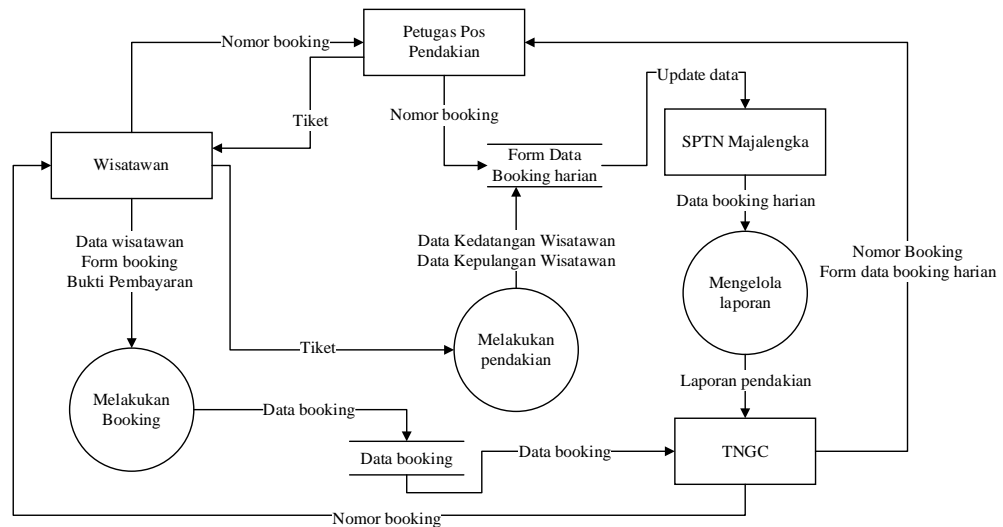 Petugas Pos
Pendakian
Nomor booking
Update data
Tiket
Nomor booking
Form Data
Booking harian
SPTN Majalengka
Wisatawan
Data booking harian
Data wisatawan
Form booking
Bukti Pembayaran
Data Kedatangan Wisatawan
Data Kepulangan Wisatawan
Nomor Booking
Form data booking harian
Mengelola
laporan
Tiket
Melakukan
pendakian
Laporan pendakian
Melakukan
Booking
Data booking
Data booking
Data booking
TNGC
Nomor booking